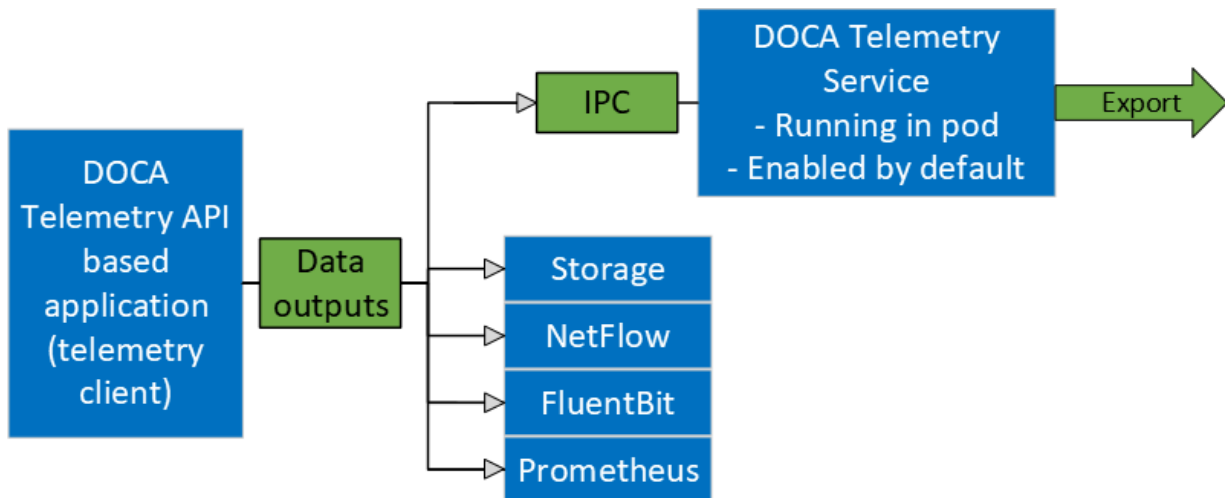 DOCA
Telemetry API
based
application
(telemetry
client)
Data
outputs
IPC
DOCA Telemetry
Service
- Running in pod
- Enabled by default
Export
Storage
NetFlow
FluentBit
Prometheus